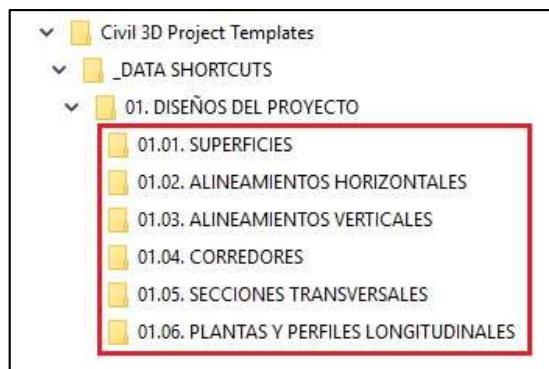 Civil 3D Project Templates
_DATA SHORTCUTS
01. DISEÑOS DEL PROYECTO
01.01. SUPERFICIES
01.02. ALINEAMIENTOS HORIZONTALES
01.03. ALINEAMIENTOS VERTICALES
01.04. CORREDORES
01.05. SECCIONES TRANSVERSALES
01.06. PLANTAS Y PERFILES LONGITUDINALES